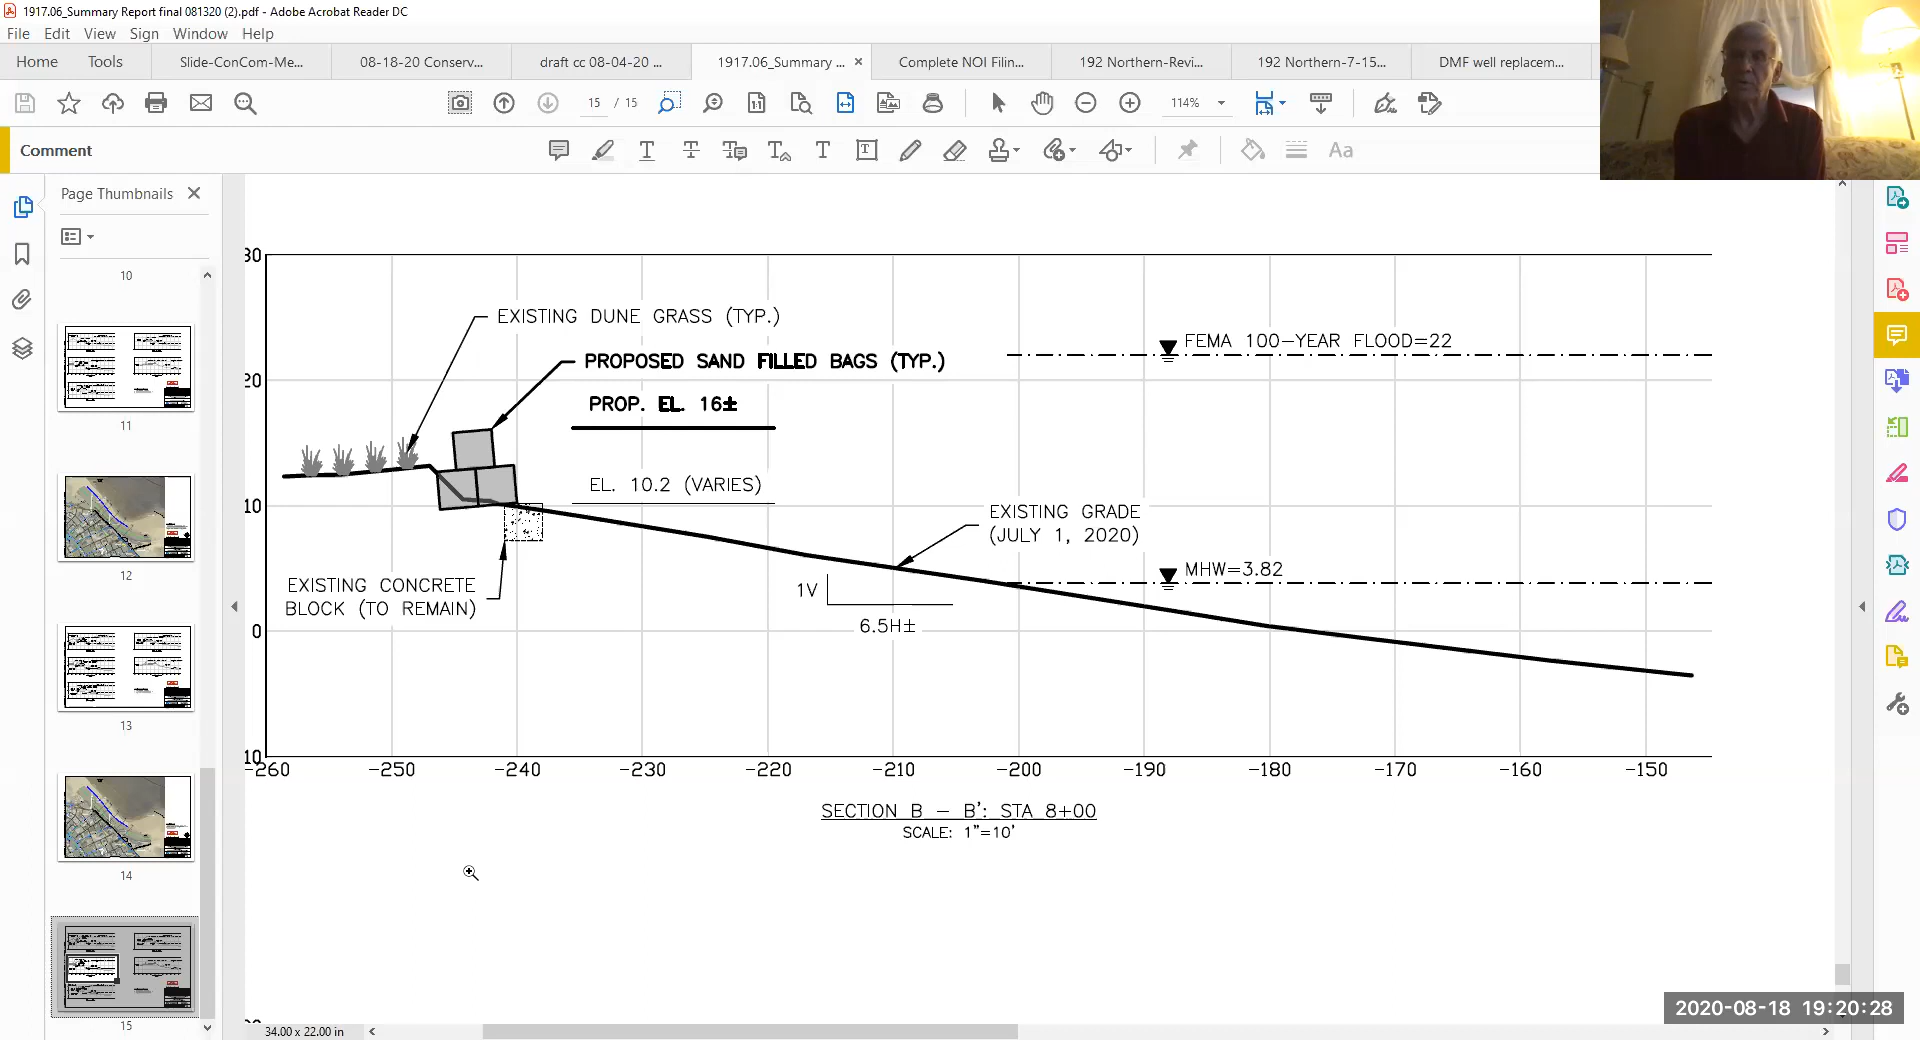 1917.06_Summary Report final 081320 (2).pdf - Adobe Acrobat Reader DC
File Edit View Sign Window Help
Home Tools Slide-ConCom-Me... 08-18-20 Conserv... draft cc 08-04-20 ... 1917.06_Summary ... × Complete NOI Filin... 192 Northern-Revi... 192 Northern-7-15... DMF well replacem...
15 / 15 114%
Comment
Page Thumbnails
10
11
12
13
14
15
30
20
10
0
10
EXISTING DUNE GRASS (TYP.)
PROPOSED SAND FILLED BAGS (TYP.)
PROP. EL. 16±
EL. 10.2 (VARIES)
FEMA 100-YEAR FLOOD=22
EXISTING GRADE
(JULY 1, 2020)
MHW=3.82
EXISTING CONCRETE
BLOCK (TO REMAIN)
1V
6.5H±
-260 -250 -240 -230 -220 -210 -200 -190 -180 -170 -160 -150
SECTION B - B': STA 8+00
SCALE: 1"=10'
34.00 x 22.00 in
2020-08-18 19:20:28